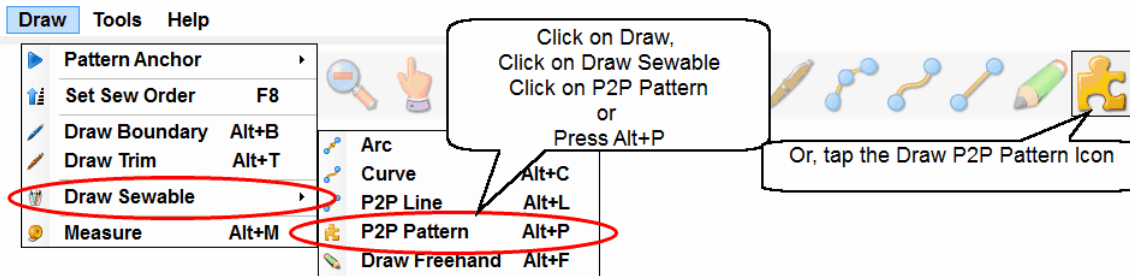 Draw Tools Help
Pattern Anchor
Set Sew Order F8
Draw Boundary Alt+B
Draw Trim Alt+T
Draw Sewable
Measure Alt+M
Arc
Curve Alt+C
P2P Line Alt+L
P2P Pattern Alt+P
Draw Freehand Alt+F
Click on Draw,
Click on Draw Sewable
Click on P2P Pattern
or
Press Alt+P
Or, tap the Draw P2P Pattern Icon